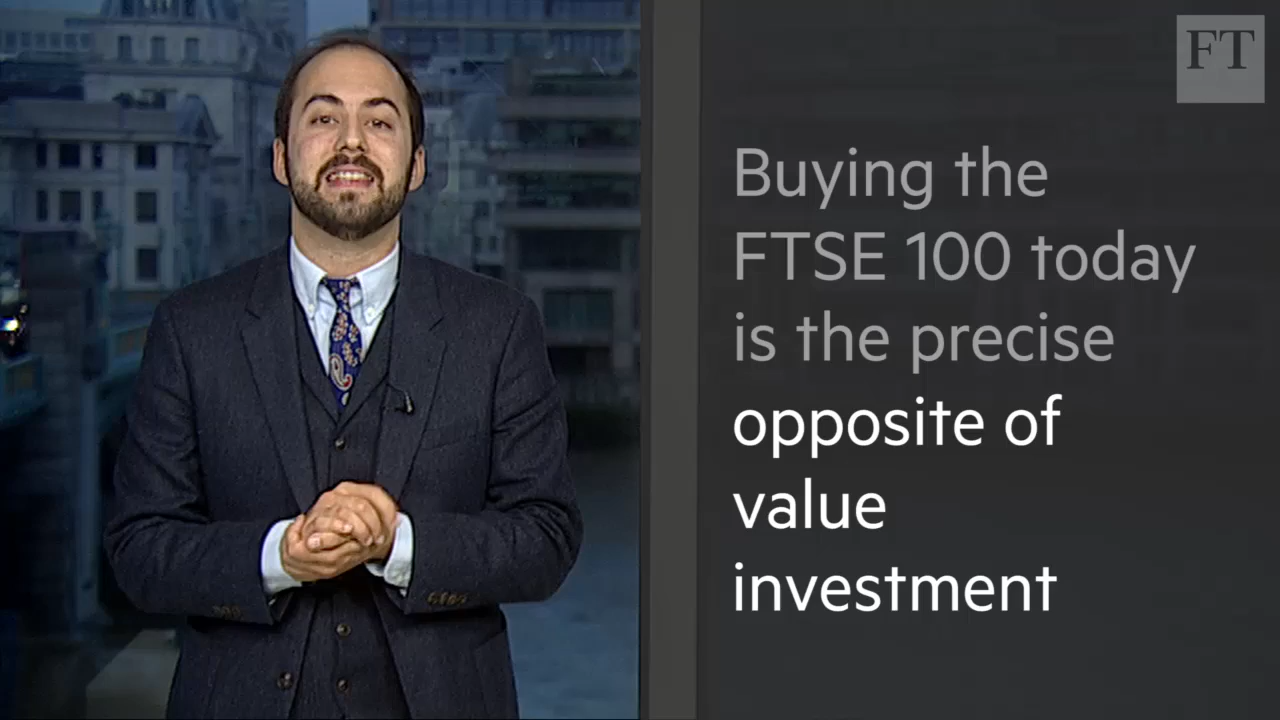 FT
Buying the
FTSE 100 today
is the precise
opposite of
value
investment